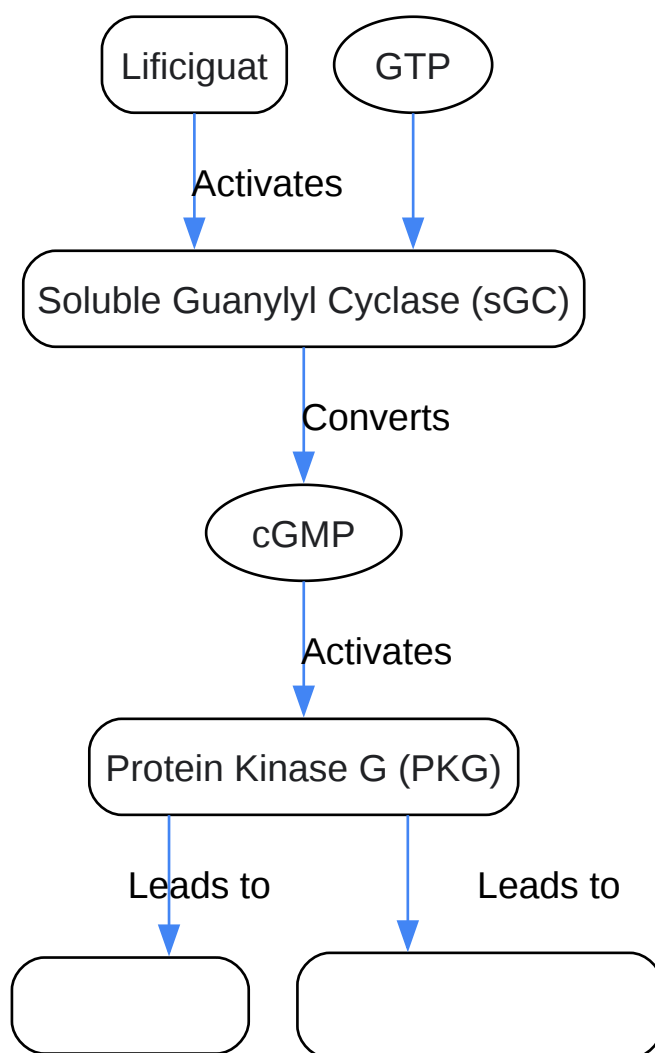 Lificiguat
GTP
Activates
Soluble Guanylyl Cyclase (sGC)
Converts
cGMP
Activates
Protein Kinase G (PKG)
Leads to
Leads to